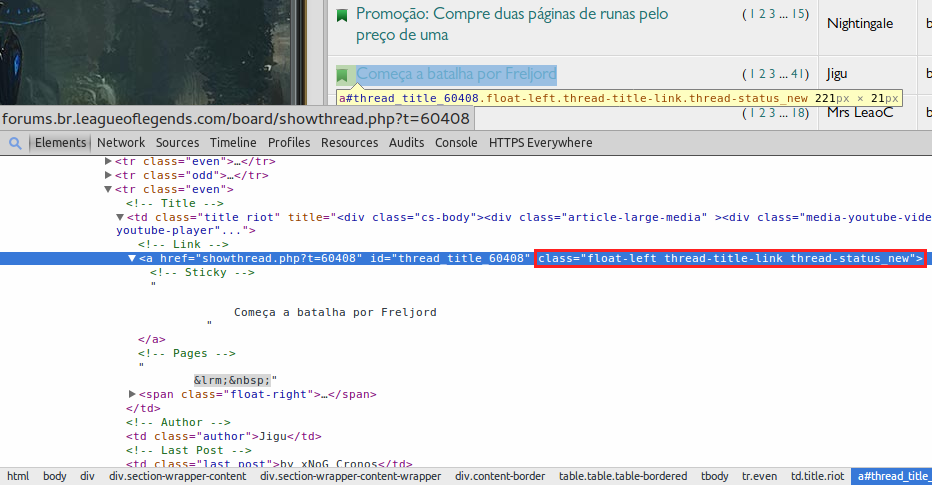 Promoção: Compre duas páginas de runas pelo
preço de uma
( 1 2 3 ... 15)
Nightingale
b
Começa a batalha por Freljord
( 1 2 3 ... 41)
Jigu
b
a#thread_title_60408.float-left.thread-title-link.thread-status_new 221px × 21px
( 1 2 3 ... 18)
Mrs LeaoC
b
forums.br.leagueoflegends.com/board/showthread.php?t=60408
Elements Network Sources Timeline Profiles Resources Audits Console HTTPS Everywhere
<tr class="even">…</tr>
<tr class="odd">…</tr>
<tr class="even">
<!-- Title -->
<td class="title riot" title="<div class="cs-body"><div class="article-large-media" ><div class="media-youtube-vide
youtube-player"...">
<!-- Link -->
<a href="showthread.php?t=60408" id="thread_title_60408" class="float-left thread-title-link thread-status_new">
<!-- Sticky -->
"
Começa a batalha por Freljord
"
</a>
<!-- Pages -->
"
&lrm;&nbsp;"
<span class="float-right">…</span>
</td>
<!-- Author -->
<td class="author">Jigu</td>
<!-- Last Post -->
<td class="last_post">by xNoG Cronos</td>
html body div div.section-wrapper-content div.section-wrapper-content-wrapper div.content-border table.table.table-bordered tbody tr.even td.title.riot a#thread_title_